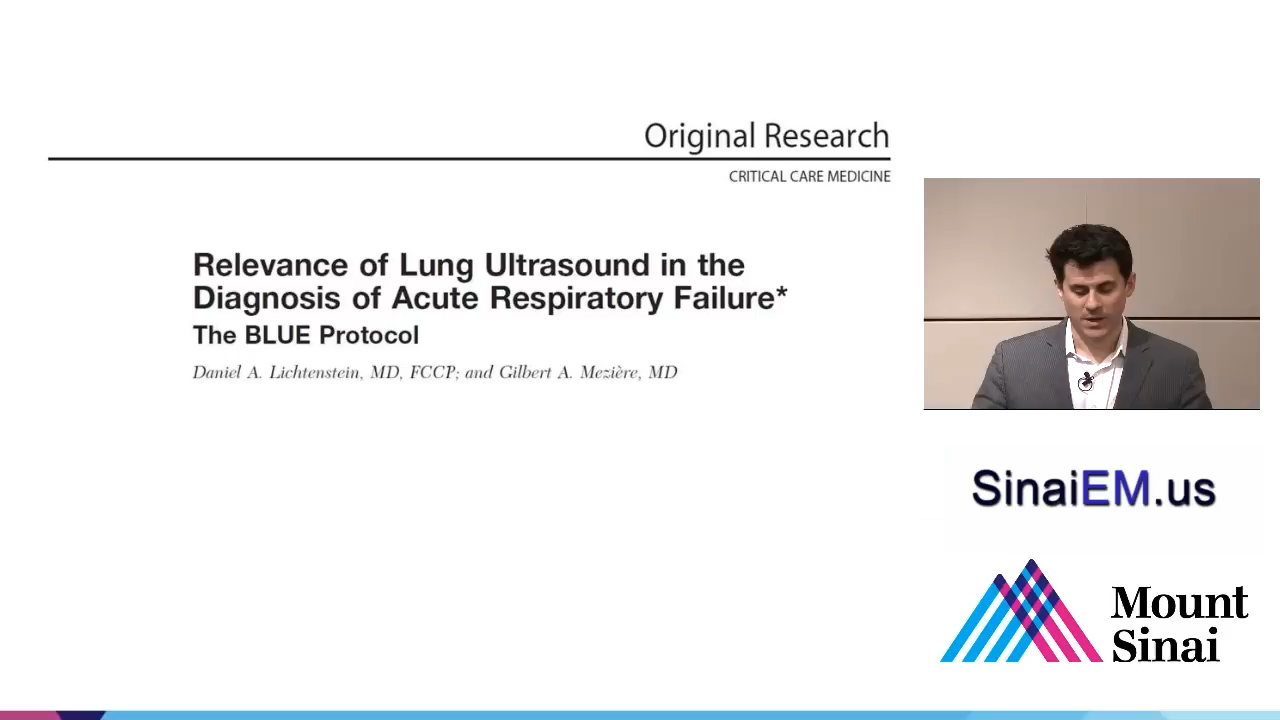 Original Research
CRITICAL CARE MEDICINE
Relevance of Lung Ultrasound in the
Diagnosis of Acute Respiratory Failure*
The BLUE Protocol
Daniel A. Lichtenstein, MD, FCCP; and Gilbert A. Mezière, MD
SinaiEM.us
Mount
Sinai